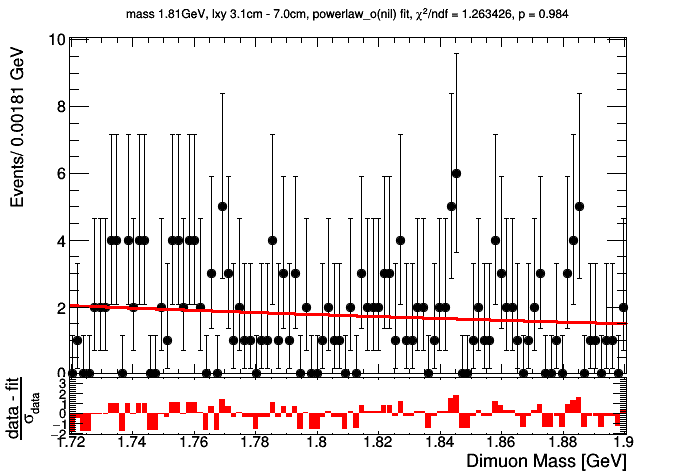 mass 1.81GeV, lxy 3.1cm - 7.0cm, powerlaw_o(nil) fit, χ²/ndf = 1.263426, p = 0.984
Events/ 0.00181 GeV
10
8
6
4
2
0
data - fit
σdata
3
2
1
0
−1
−2
1.72 1.74 1.76 1.78 1.8 1.82 1.84 1.86 1.88 1.9
Dimuon Mass [GeV]